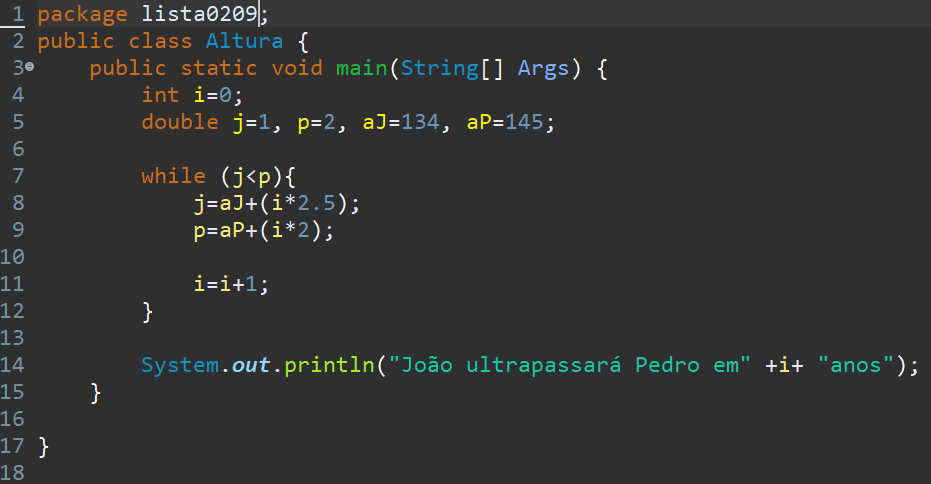 1 package lista0209;
2 public class Altura {
3 public static void main(String[] Args) {
4 int i=0;
5 double j=1, p=2, aJ=134, aP=145;
6
7 while (j<p){
8 j=aJ+(i*2.5);
9 p=aP+(i*2);
10
11 i=i+1;
12 }
13
14 System.out.println("João ultrapassará Pedro em" +i+ "anos");
15 }
16
17 }
18